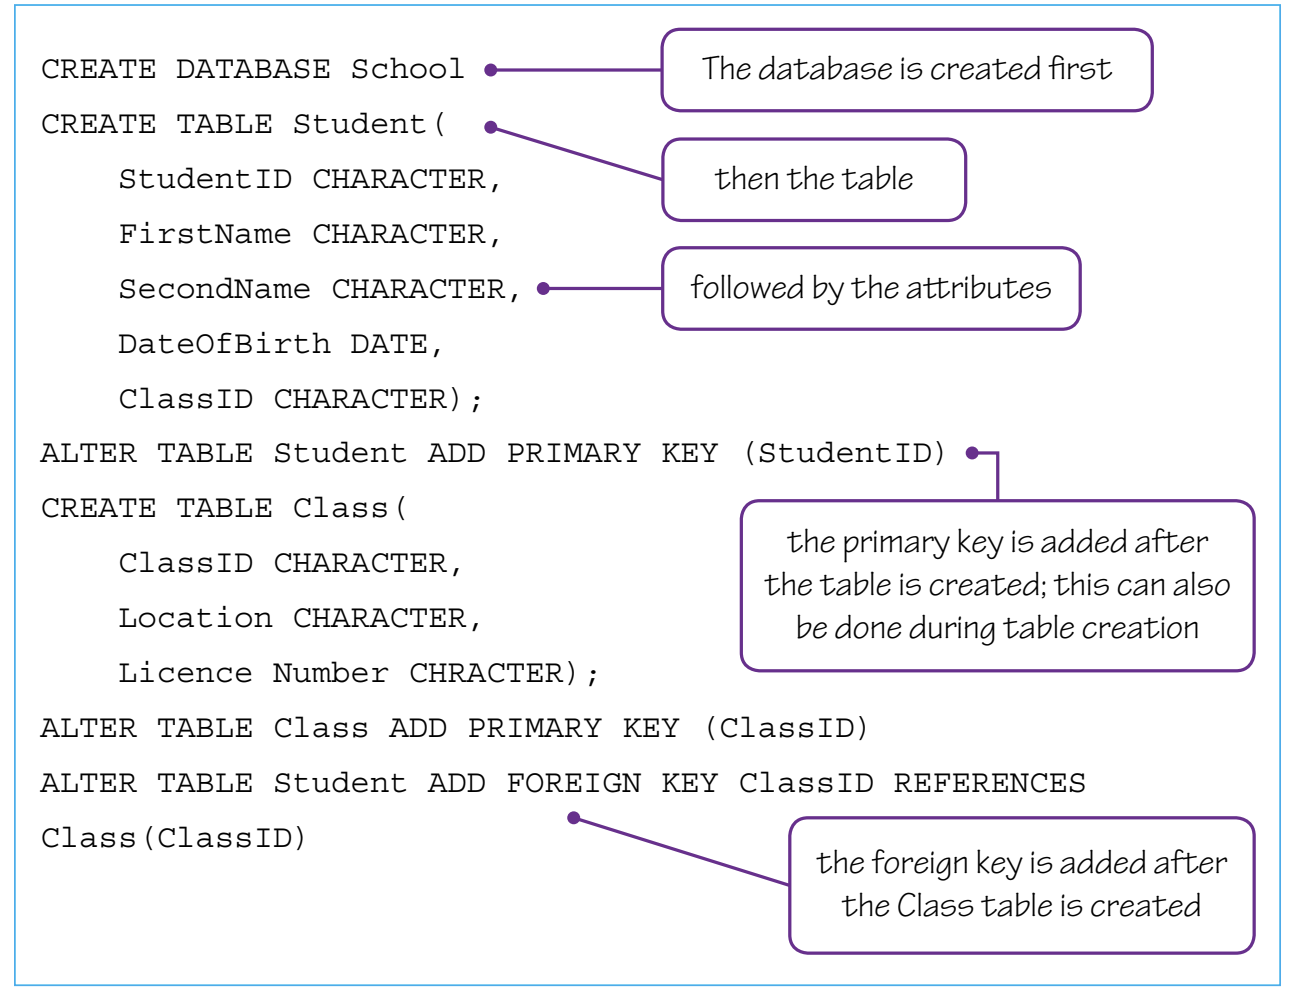 CREATE DATABASE School
The database is created first
CREATE TABLE Student(
then the table
StudentID CHARACTER,
FirstName CHARACTER,
SecondName CHARACTER,
followed by the attributes
DateOfBirth DATE,
ClassID CHARACTER);
ALTER TABLE Student ADD PRIMARY KEY (StudentID)
the primary key is added after
the table is created; this can also
be done during table creation
CREATE TABLE Class(
ClassID CHARACTER,
Location CHARACTER,
Licence Number CHRACTER);
ALTER TABLE Class ADD PRIMARY KEY (ClassID)
ALTER TABLE Student ADD FOREIGN KEY ClassID REFERENCES
Class(ClassID)
the foreign key is added after
the Class table is created